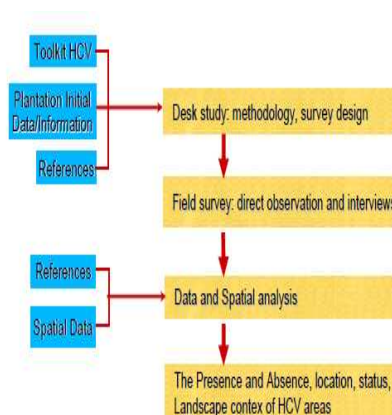 Toolkit HCV
Plantation Initial
Data/Information
References
Desk study: methodology, survey design
Field survey: direct observation and interviews
References
Spatial Data
Data and Spatial analysis
The Presence and Absence, location, status,
Landscape contex of HCV areas